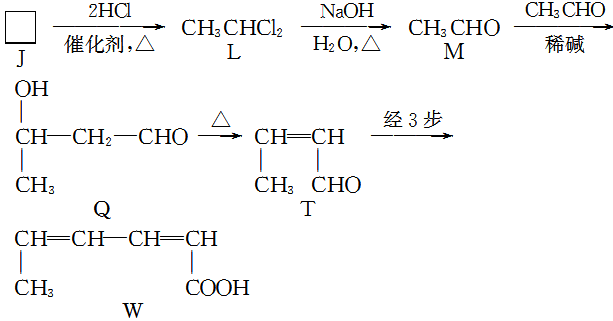 2HCl NaOH CH₃CHO
CH₃CHCl₂ CH₃CHO
催化剂,△ H₂O,△ 稀碱
J L M
OH
CH—CH₂—CHO △ CH=CH 经3步
CH₃ CH₃ CHO
Q T
CH=CH—CH=CH
CH₃ COOH
W